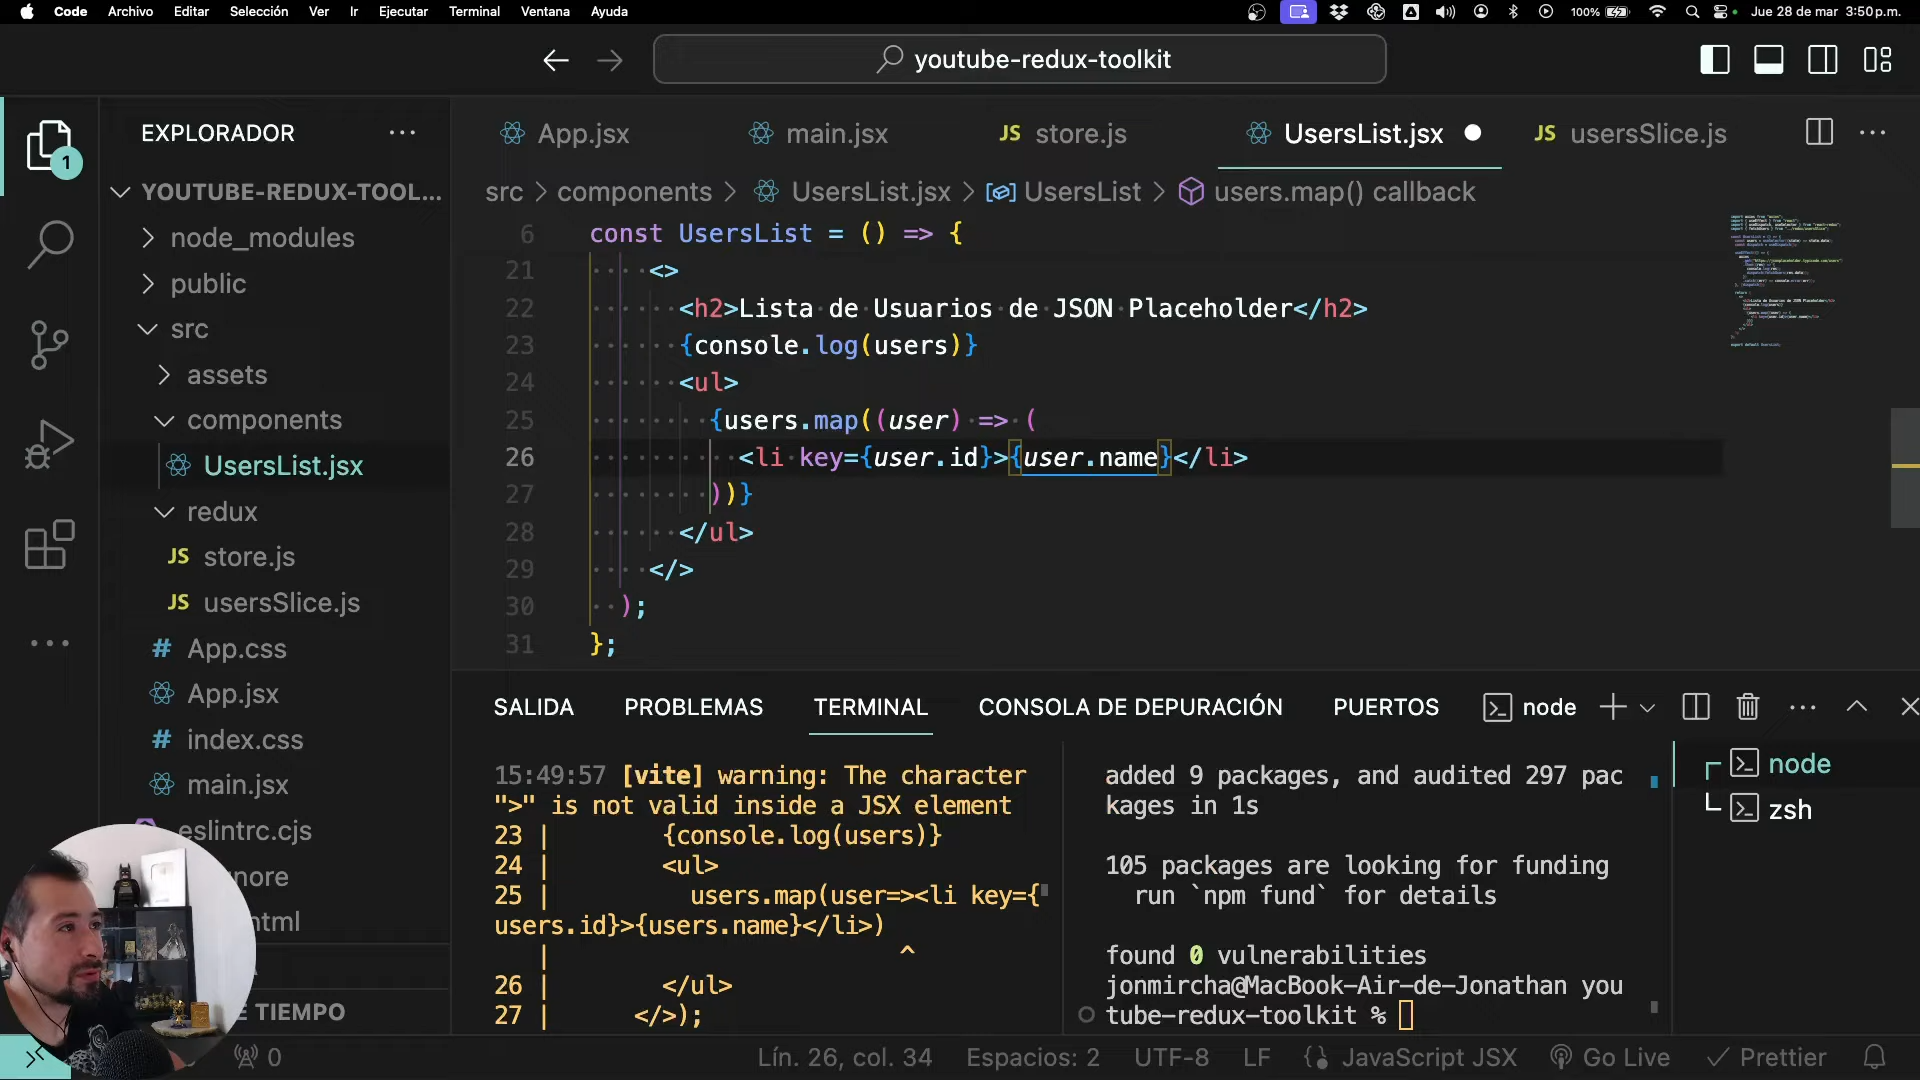 Code Archivo Editar Selección Ver Ir Ejecutar Terminal Ventana Ayuda 100% Jue 28 de mar 3:50 p.m.
youtube-redux-toolkit
EXPLORADOR
1
YOUTUBE-REDUX-TOOL...
node_modules
public
src
assets
components
UsersList.jsx
redux
JS store.js
JS usersSlice.js
# App.css
App.jsx
# index.css
main.jsx
eslintrc.cjs
TIEMPO
App.jsx main.jsx JS store.js UsersList.jsx JS usersSlice.js
src > components > UsersList.jsx > UsersList > users.map() callback
6 const UsersList = () => {
21 <>
22 <h2>Lista de Usuarios de JSON Placeholder</h2>
23 {console.log(users)}
24 <ul>
25 {users.map((user) => (
26 <li key={user.id}>{user.name}</li>
27 ))}
28 </ul>
29 </>
30 );
31 };
SALIDA PROBLEMAS TERMINAL CONSOLA DE DEPURACIÓN PUERTOS node
15:49:57 [vite] warning: The character
">" is not valid inside a JSX element
23 | {console.log(users)}
24 | <ul>
25 | users.map(user=><li key={
users.id}>{users.name}</li>)
| ^
26 | </ul>
27 | </>);
added 9 packages, and audited 297 pac
kages in 1s
105 packages are looking for funding
run `npm fund` for details
found 0 vulnerabilities
jonmircha@MacBook-Air-de-Jonathan you
tube-redux-toolkit %
node
zsh
0 Lín. 26, col. 34 Espacios: 2 UTF-8 LF JavaScript JSX Go Live Prettier